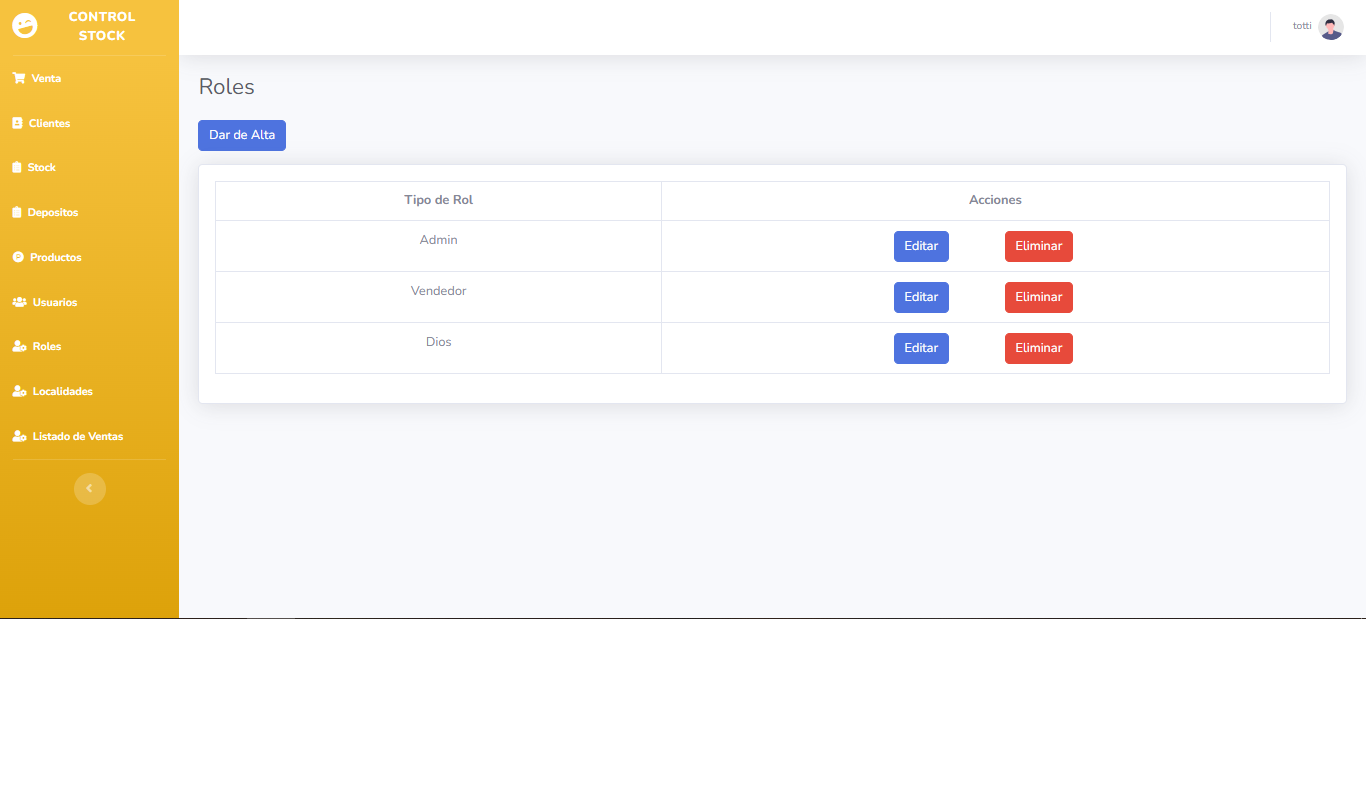 CONTROL
STOCK
totti
Venta
Clientes
Stock
Depositos
Productos
Usuarios
Roles
Localidades
Listado de Ventas
Roles
Dar de Alta
Tipo de Rol Acciones
Admin Editar Eliminar
Vendedor Editar Eliminar
Dios Editar Eliminar